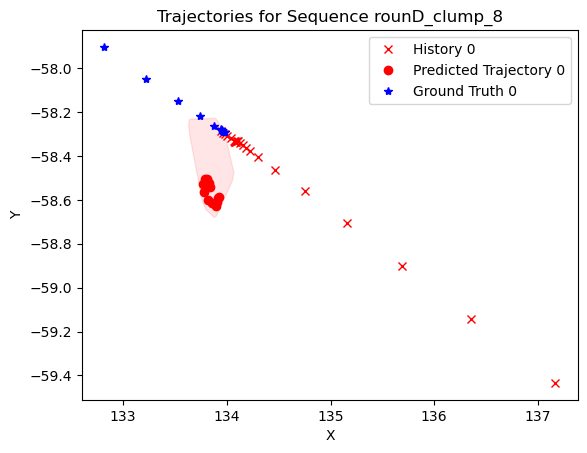 Trajectories for Sequence rounD_clump_8
History 0
Predicted Trajectory 0
Ground Truth 0
Y
−58.0
−58.2
−58.4
−58.6
−58.8
−59.0
−59.2
−59.4
133
134
135
136
137
X